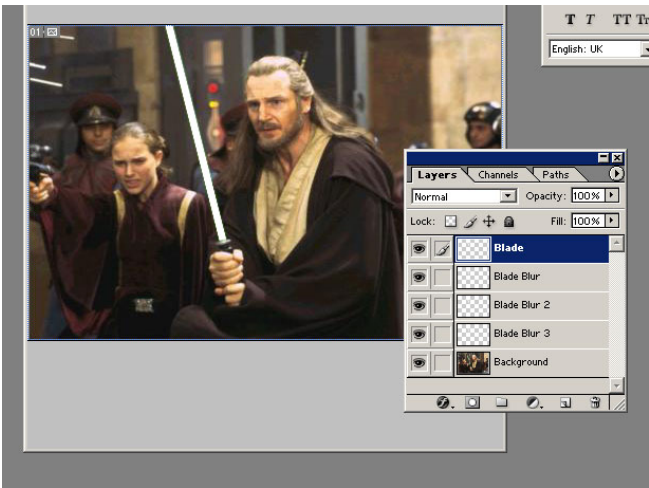 T T TT Tr
English: UK
01
Layers Channels Paths
Normal Opacity: 100%
Lock: Fill: 100%
Blade
Blade Blur
Blade Blur 2
Blade Blur 3
Background